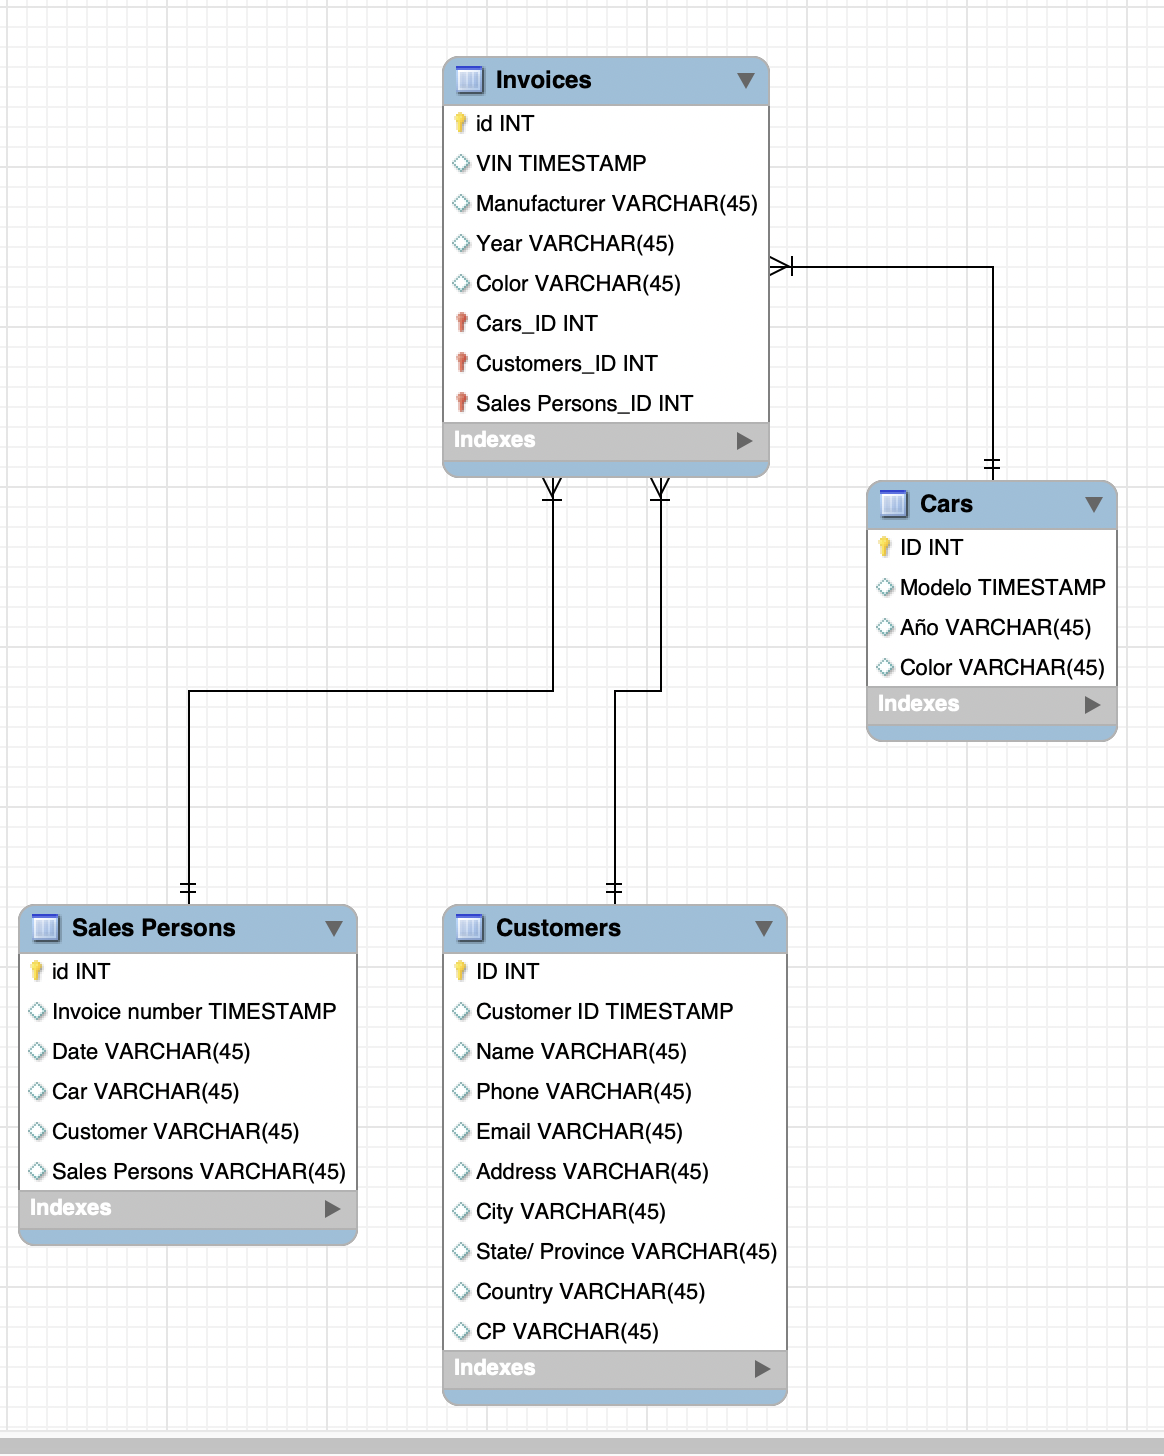 Invoices
id INT
VIN TIMESTAMP
Manufacturer VARCHAR(45)
Year VARCHAR(45)
Color VARCHAR(45)
Cars_ID INT
Customers_ID INT
Sales Persons_ID INT
Indexes
Cars
ID INT
Modelo TIMESTAMP
Año VARCHAR(45)
Color VARCHAR(45)
Indexes
Sales Persons
id INT
Invoice number TIMESTAMP
Date VARCHAR(45)
Car VARCHAR(45)
Customer VARCHAR(45)
Sales Persons VARCHAR(45)
Indexes
Customers
ID INT
Customer ID TIMESTAMP
Name VARCHAR(45)
Phone VARCHAR(45)
Email VARCHAR(45)
Address VARCHAR(45)
City VARCHAR(45)
State/ Province VARCHAR(45)
Country VARCHAR(45)
CP VARCHAR(45)
Indexes